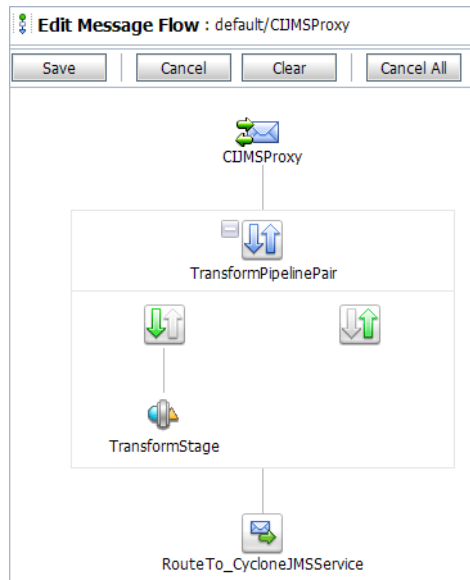 Edit Message Flow : default/CIJMSProxy
Save Cancel Clear Cancel All
CIJMSProxy
TransformPipelinePair
TransformStage
RouteTo_CycloneJMSService